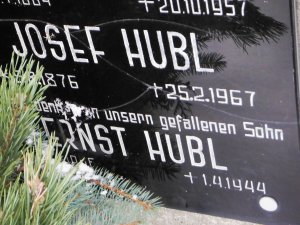 +20.10.1957
JOSEF HUBL
1876 +25.2.1967
unsern gefallenen Sohn
ERNST HUBL
+1.4.1944